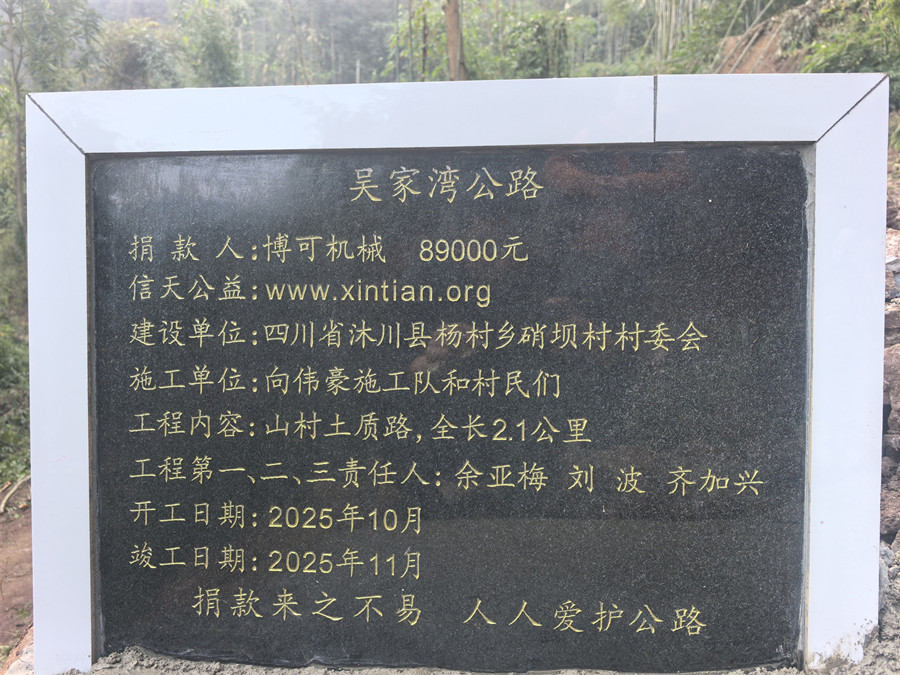 吴家湾公路
捐 款 人:博可机械 89000元
信天公益:www.xintian.org
建设单位:四川省沐川县杨村乡硝坝村村委会
施工单位:向伟豪施工队和村民们
工程内容:山村土质路,全长2.1公里
工程第一、二、三责任人:余亚梅 刘 波 齐加兴
开工日期:2025年10月
竣工日期:2025年11月
捐款来之不易 人人爱护公路